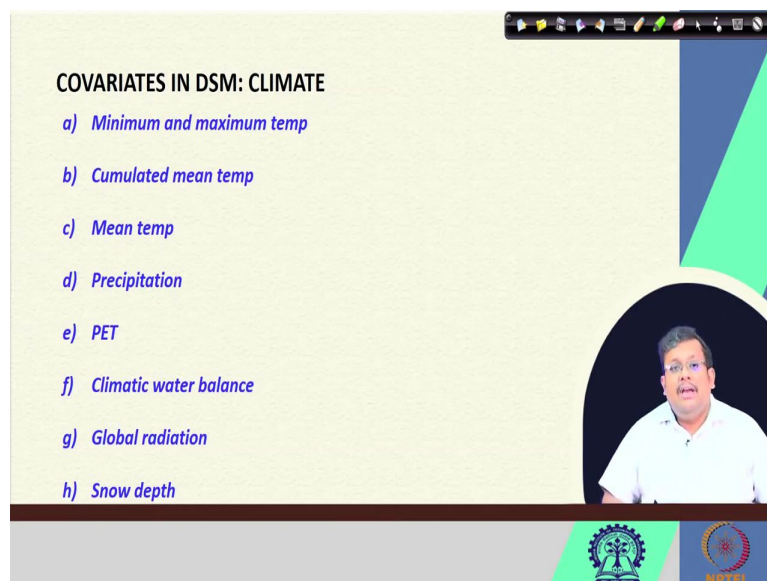 COVARIATES IN DSM: CLIMATE
a) Minimum and maximum temp
b) Cumulated mean temp
c) Mean temp
d) Precipitation
e) PET
f) Climatic water balance
g) Global radiation
h) Snow depth
NPTEL